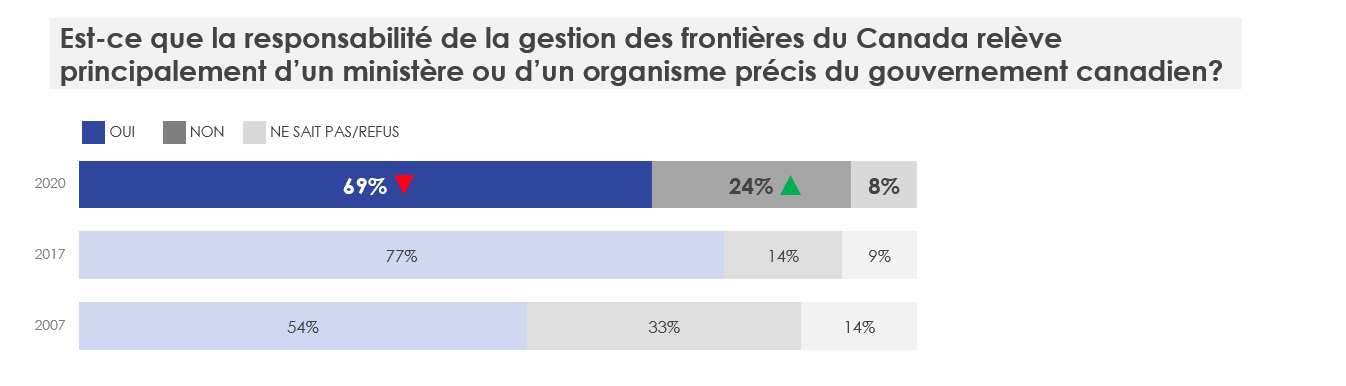 Est-ce que la responsabilité de la gestion des frontières du Canada relève
principalement d’un ministère ou d’un organisme précis du gouvernement canadien?
OUI NON NE SAIT PAS/REFUS
2020 69% 24% 8%
2017 77% 14% 9%
2007 54% 33% 14%